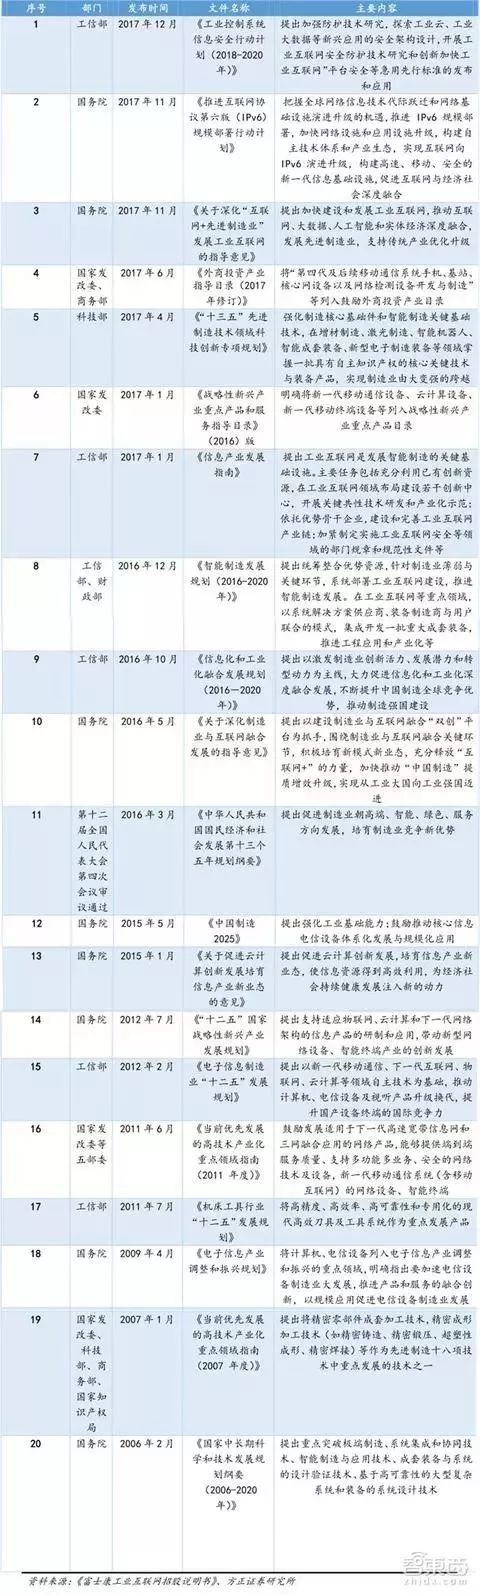 序号 部门 发布时间 文件名称 主要内容
1 工信部 2017 年 12 月 《工业控制系统 提出加强防护技术研究，探索工业云、工业
信息安全行动计 大数据等新兴应用的安全架构设计，开展工
划（2018-2020 业互联网安全防护技术研究和创新加快工
年）》 业互联网”平台安全等急用先行标准的发布
和应用
2 国务院 2017 年 11 月 《推进互联网协 把握全球网络信息技术代际跃迁和网络基
议第六版（IPv6） 础设施演进升级的机遇，推进 IPv6 规模部
规模部署行动计 署，加快网络设施和应用设施升级，构建自
划》 主技术体系和产业生态，实现互联网向
IPv6 演进升级，构建高速、移动、安全的
新一代信息基础设施，促进互联网与经济社
会深度融合
3 国务院 2017 年 11 月 《关于深化“互联 提出加快建设和发展工业互联网，推动互联
网+先进制造业” 网、大数据、人工智能和实体经济深度融合，
发展工业互联网 发展先进制造业，支持传统产业优化升级
的指导意见》
4 国家发 2017 年 6 月 《外商投资产业 将“第四代及后续移动通信系统手机、基站、
改委、 指导目录（2017 核心网设备以及网络检测设备开发与制造”
商务部 年修订）》 等列入鼓励外商投资产业目录
5 科技部 2017 年 4 月 《“十三五”先进 强化制造核心基础件和智能制造关键基础
制造技术领域科 技术，在增材制造、激光制造、智能机器人、
技创新专项规划》 智能成套装备、新型电子制造装备等领域掌
握一批具有自主知识产权的核心关键技术
与装备产品，实现制造业由大变强的跨越
6 国家发 2017 年 1 月 《战略性新兴产 明确将新一代移动通信设备、云计算设备、
改委 业重点产品和服 新一代移动终端设备等列入战略性新兴产
务指导目录》 业重点产品目录
（2016）版
7 工信部 2017 年 1 月 《信息产业发展 提出工业互联网是发展智能制造的关键基
指南》 础设施。主要任务包括充分利用已有创新资
源，在工业互联网领域布局建设若干创新中
心，开展关键共性技术研发和产业化示范；
依托优势骨干企业，建设和完善工业互联网
产业链；加紧制定实施工业互联网安全等领
域的部门规章和规范性文件等
8 工信 2016 年 12 月 《智能制造发展 提出统筹整合优势资源，针对制造业薄弱与
部、财 规划（2016-2020 关键环节，系统部署工业互联网建设，推进
政部 年）》 智能制造发展。在工业互联网等重点领域，
以系统解决方案供应商、装备制造商与用户
联合的模式，集成开发一批重大成套装备，
推进工程应用和产业化等
9 工信部 2016 年 10 月 《信息化和工业 提出以激发制造业创新活力、发展潜力和转
化融合发展规划 型动力为主线，大力促进信息化和工业化深
（2016－2020 度融合发展，不断提升中国制造全球竞争优
年）》 势，推动制造强国建设
10 国务院 2016 年 5 月 《关于深化制造 提出以建设制造业与互联网融合“双创”平台
业与互联网融合 为抓手，围绕制造业与互联网融合关键环
发展的指导意见》 节，积极培育新模式新业态，充分释放“互
联网+”的力量，加快推动“中国制造”提
质增效升级，实现从工业大国向工业强国迈
进
11 第十二 2016 年 3 月 《中华人民共和 提出促进制造业朝高端、智能、绿色、服务
届全国 国国民经济和社 方向发展，培育制造业竞争新优势
人民代 会发展第十三个
表大会 五年规划纲要》
第四次
会议审
议通过
12 国务院 2015 年 5 月 《中国制造 提出强化工业基础能力；鼓励推动核心信息
2025》 电信设备体系化发展与规模化应用
13 国务院 2015 年 1 月 《关于促进云计 提出促进云计算创新发展，培育信息产业新
算创新发展培育 业态，使信息资源得到高效利用，为经济社
信息产业新业态 会持续健康发展注入新的动力
的意见》
14 国务院 2012 年 7 月 《“十二五”国家 提出支持适应物联网、云计算和下一代网络
战略性新兴产业 架构的信息产品的研制和应用，带动新型网
发展规划》 络设备、智能终端产业的创新发展
15 工信部 2012 年 2 月 《电子信息制造 提出以新一代移动通信、下一代互联网、物
业“十二五”发展 联网、云计算等领域自主技术为基础，推动
规划》 计算机、电信设备及视听产品升级换代，提
升国产设备终端的国际竞争力
16 国家发 2011 年 6 月 《当前优先发展 鼓励发展适用于下一代高速宽带信息网和
改委等 的高技术产业化 三网融合应用的网络产品，能够提供端到端
五部委 重点领域指南 服务质量、支持多功能多业务、安全的网络
（2011 年度）》 技术及设备，新一代移动通信系统（含移动
互联网）的网络设备、智能终端
17 工信部 2011 年 7 月 《机床工具行业 将高精度、高效率、高可靠性和专用化的现
“十二五”发展规 代高效刀具及工具系统作为重点发展产品
划》
18 国务院 2009 年 4 月 《电子信息产业 将计算机、电信设备列入电子信息产业调整
调整和振兴规划》 和振兴的重点领域，明确指出要加速电信设
备制造业大发展，推进产品和服务的融合创
新，以规模应用促进电信设备制造业发展
19 国家发 2007 年 1 月 《当前优先发展 提出将精密零部件成套加工技术，精密成形
改委、 的高技术产业化 加工技术（如精密铸造、精密锻压、超塑性
科技 重点领域指南 成形、精密焊接）等作为先进制造十八项技
部、商 （2007 年度）》 术中重点发展的技术之一
务部、
国家知
识产权
局
20 国务院 2006 年 2 月 《国家中长期科 提出重点突破极端制造、系统集成和协同技
学和技术发展规 术、智能制造与应用技术、成套装备与系统
划纲要 的设计验证技术、基于高可靠性的大型复杂
（2006-2020 系统和装备的系统设计技术
年）》
资料来源：《富士康工业互联网招股说明书》、方正证券研究所
智东西
zhidx.com